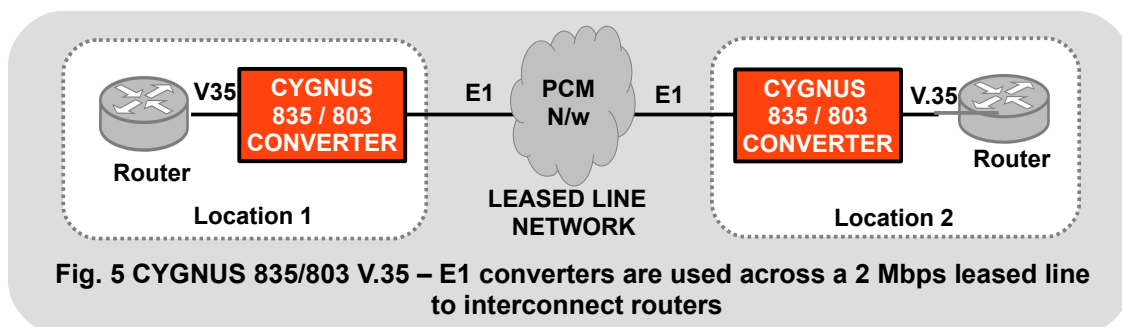 V35
CYGNUS
835 / 803
CONVERTER
Router
Location 1
E1
PCM
N/w
LEASED LINE
NETWORK
E1
CYGNUS
835 / 803
CONVERTER
V.35
Router
Location 2
Fig. 5 CYGNUS 835/803 V.35 – E1 converters are used across a 2 Mbps leased line
to interconnect routers